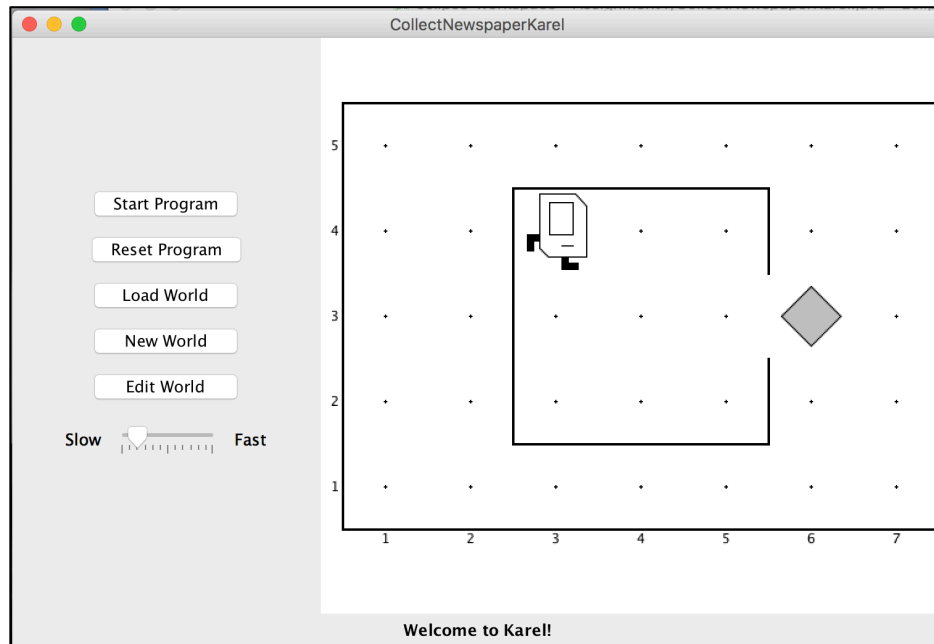 CollectNewspaperKarel
Start Program
Reset Program
Load World
New World
Edit World
Slow Fast
5
4
3
2
1
1 2 3 4 5 6 7
Welcome to Karel!